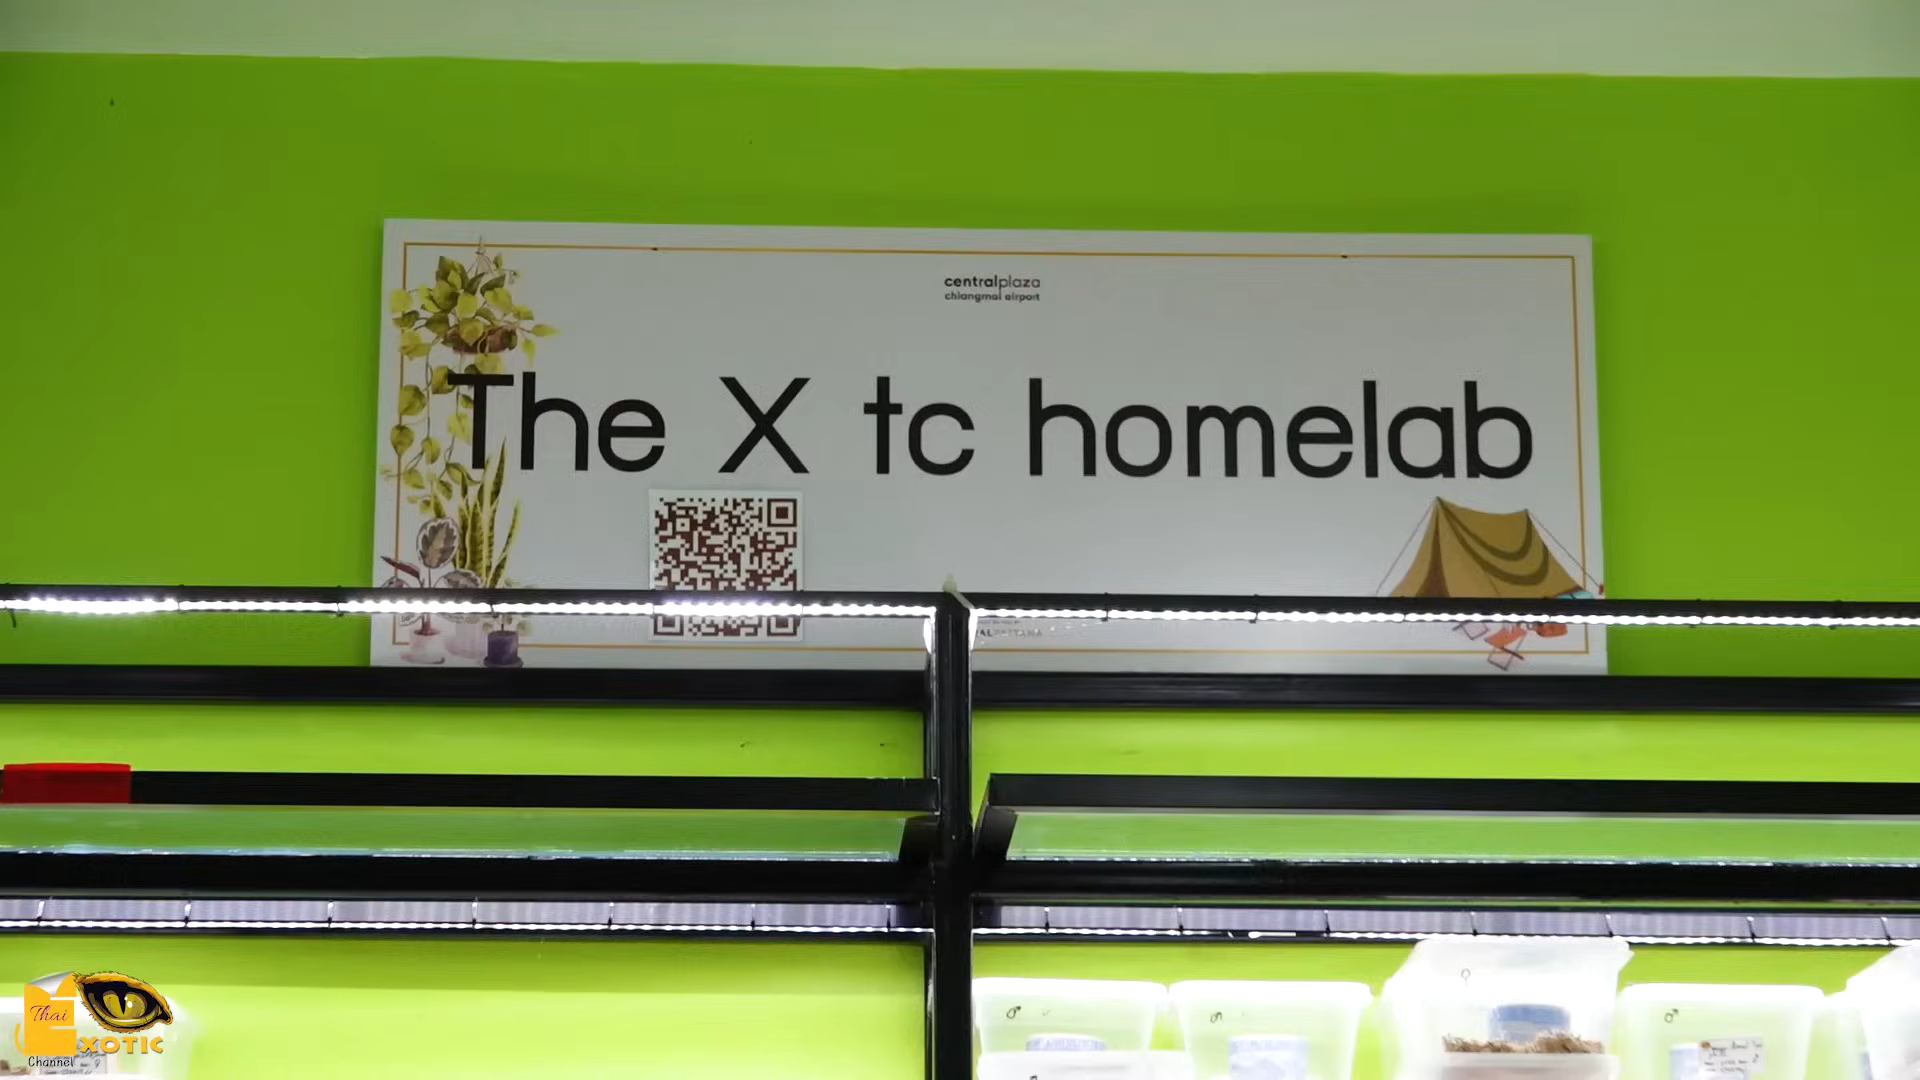 centralplaza
chiangmai airport
The X tc homelab
Thai
XOTIC
Channel